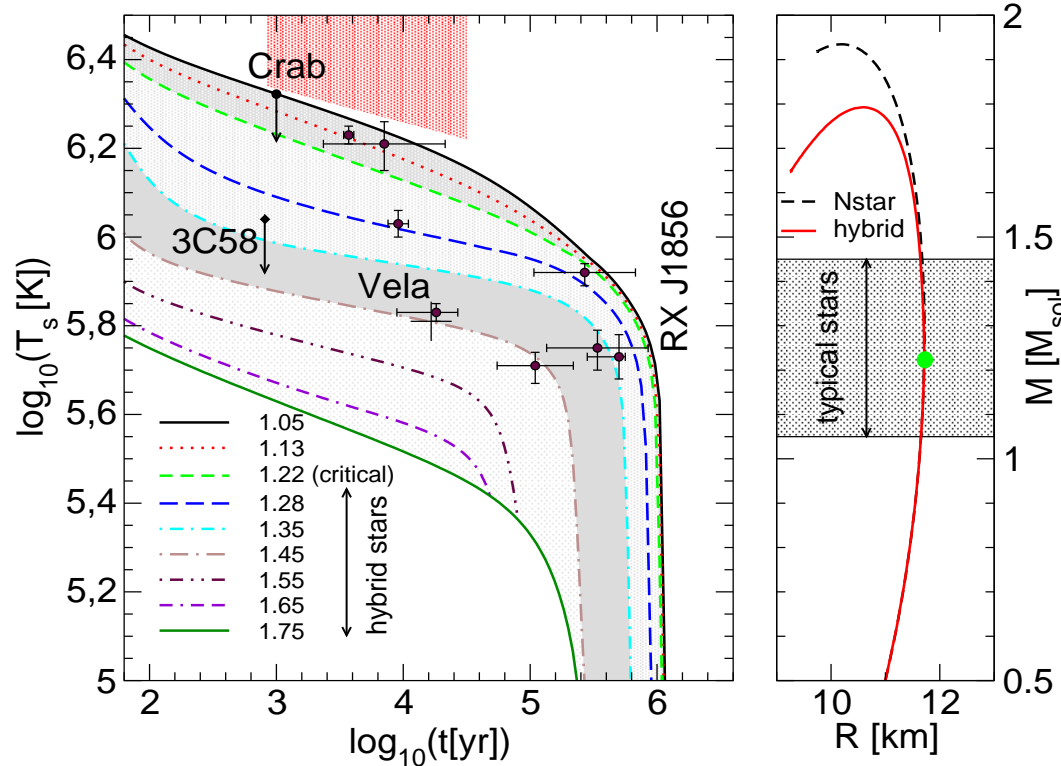 6,4
6,2
6
5,8
5,6
5,4
5,2
5
log10(Ts [K])
2
3
4
5
6
log10(t[yr])
Crab
3C58
Vela
RX J1856
1.05
1.13
1.22 (critical)
1.28
1.35
1.45
1.55
1.65
1.75
hybrid stars
Nstar
hybrid
typical stars
2
1.5
1
0.5
M [Msol]
10
12
R [km]